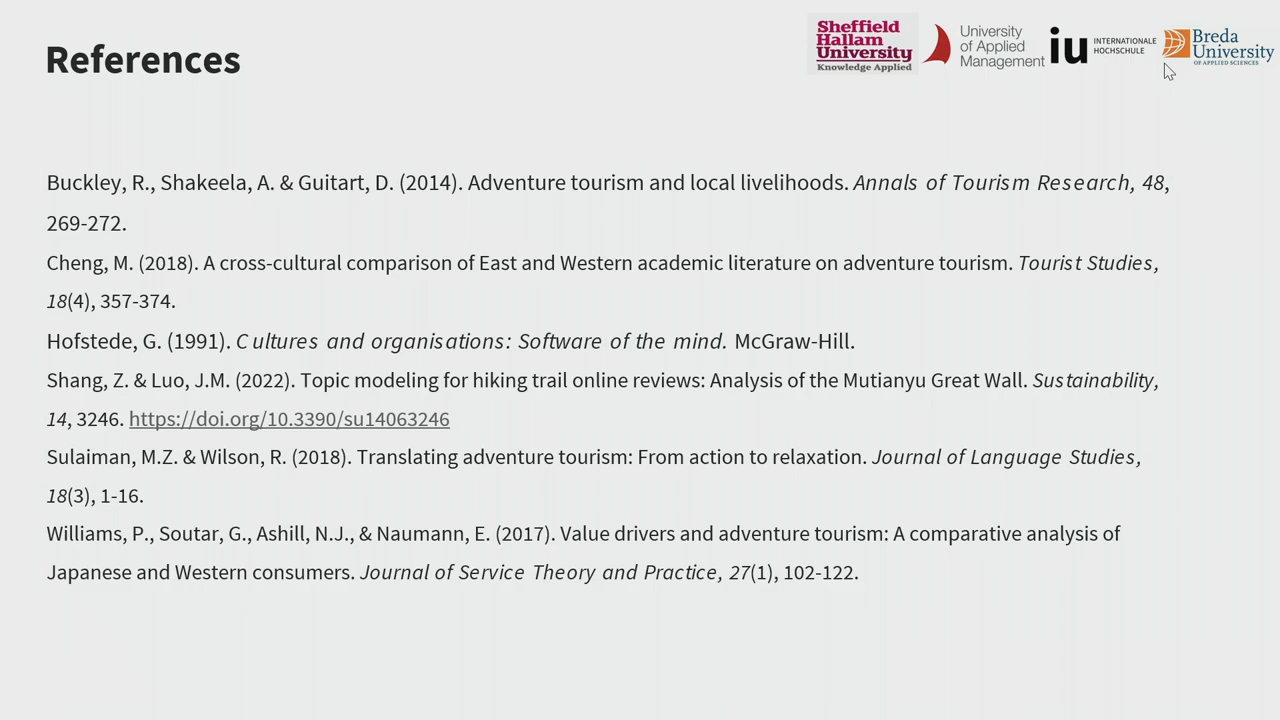 References
Sheffield
Hallam
University
Knowledge Applied
University
of Applied
Management
iu
INTERNATIONALE
HOCHSCHULE
Breda
University
OF APPLIED SCIENCES
Buckley, R., Shakeela, A. & Guitart, D. (2014). Adventure tourism and local livelihoods. Annals of Tourism Research, 48,
269-272.
Cheng, M. (2018). A cross-cultural comparison of East and Western academic literature on adventure tourism. Tourist Studies,
18(4), 357-374.
Hofstede, G. (1991). Cultures and organisations: Software of the mind. McGraw-Hill.
Shang, Z. & Luo, J.M. (2022). Topic modeling for hiking trail online reviews: Analysis of the Mutianyu Great Wall. Sustainability,
14, 3246. https://doi.org/10.3390/su14063246
Sulaiman, M.Z. & Wilson, R. (2018). Translating adventure tourism: From action to relaxation. Journal of Language Studies,
18(3), 1-16.
Williams, P., Soutar, G., Ashill, N.J., & Naumann, E. (2017). Value drivers and adventure tourism: A comparative analysis of
Japanese and Western consumers. Journal of Service Theory and Practice, 27(1), 102-122.